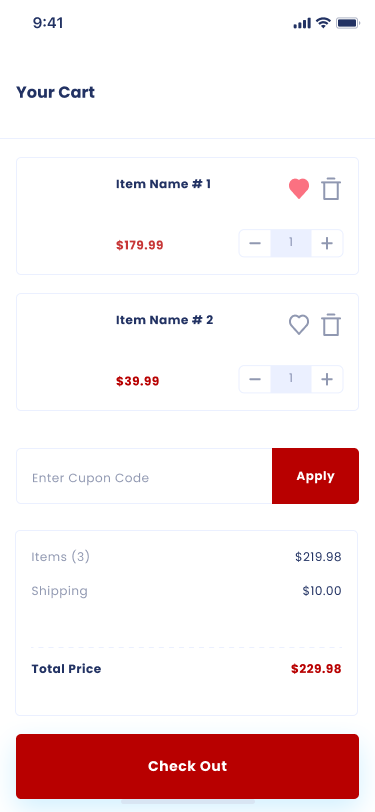 9:41
Your Cart
Item Name # 1
$179.99
1
Item Name # 2
$39.99
1
Enter Cupon Code
Apply
Items (3)
$219.98
Shipping
$10.00
Total Price
$229.98
Check Out